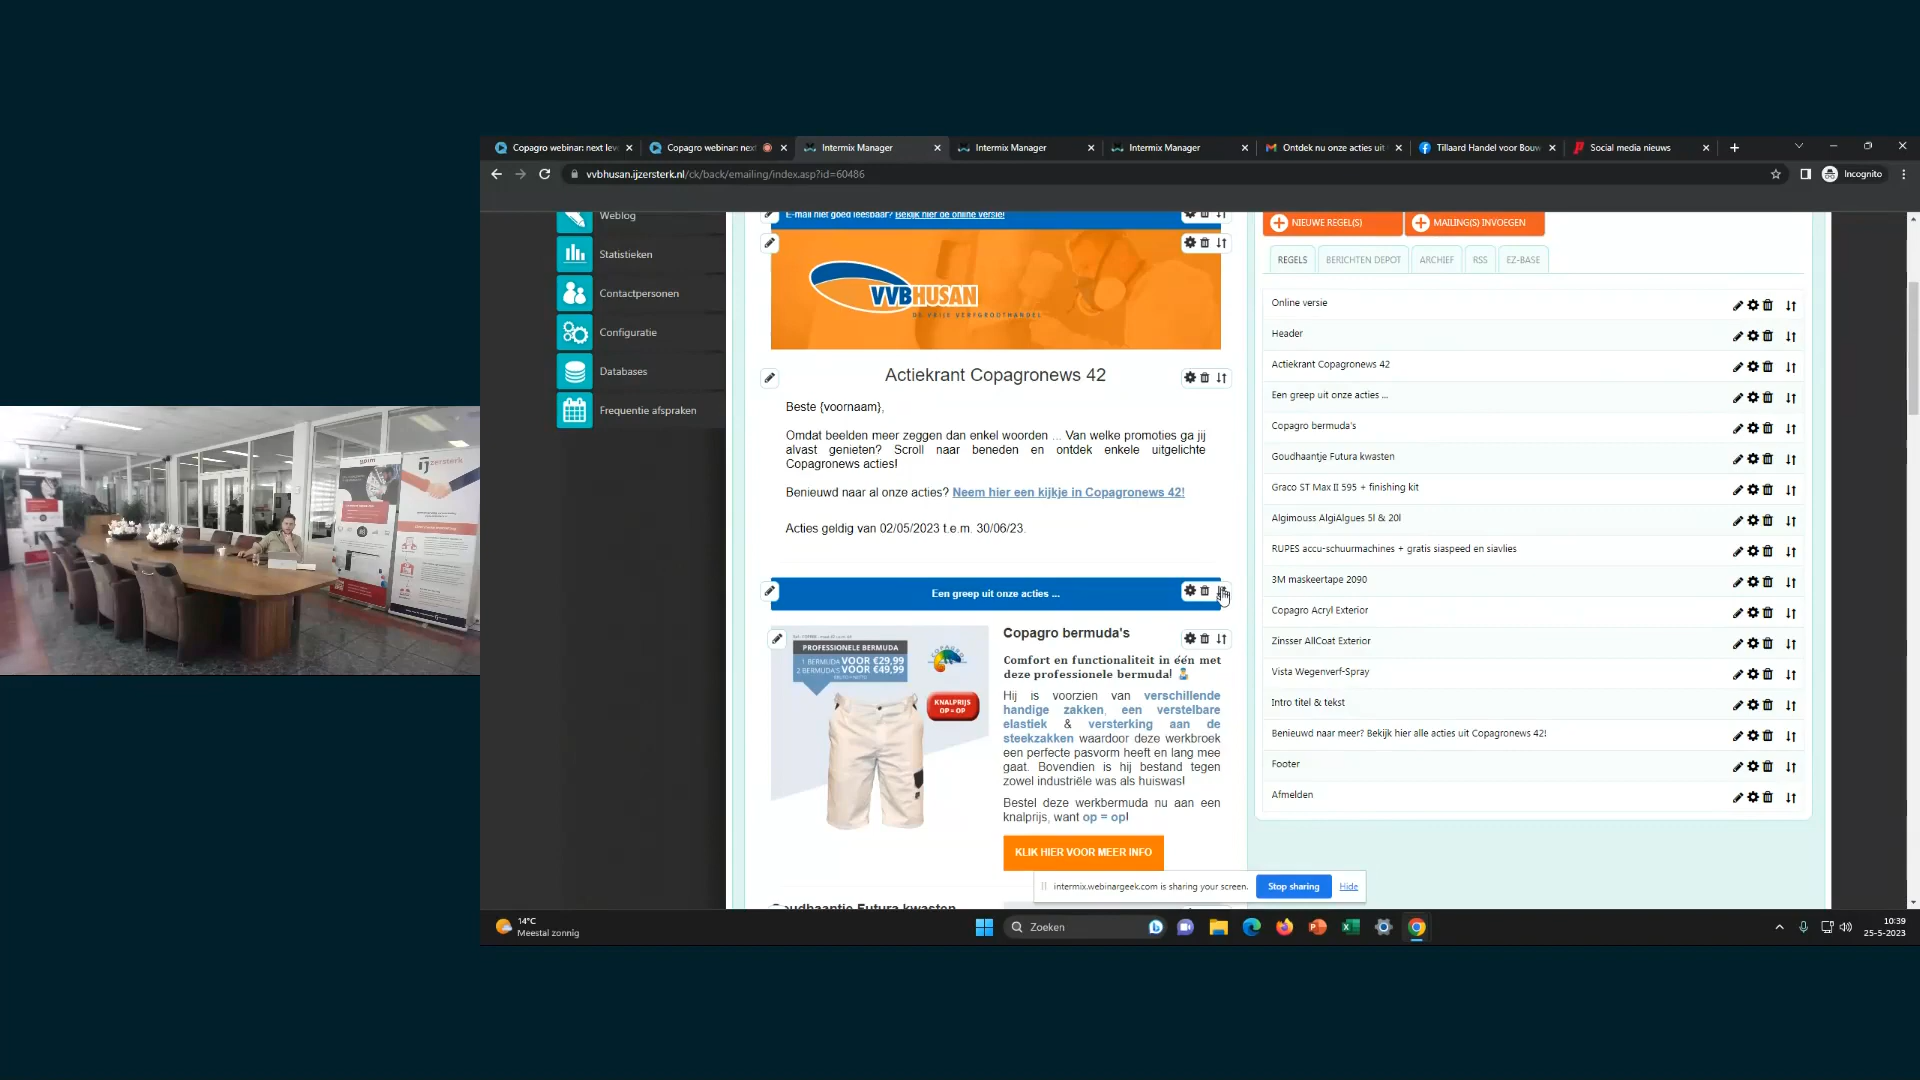 Copagro webinar: next lev
Copagro webinar: nex
Intermix Manager
Intermix Manager
Intermix Manager
Ontdek nu onze acties uit
Tillaard Handel voor Bouw
Social media nieuws
vvbhusan.ijzersterk.nl/ck/back/emailing/index.asp?id=60486
Incognito
Weblog
Statistieken
Contactpersonen
Configuratie
Databases
Frequentie afspraken
E-mail niet goed leesbaar? Bekijk hier de online versie!
VVBHUSAN
DE VRIJE VERFGROOTHANDEL
Actiekrant Copagronews 42
Beste {voornaam},
Omdat beelden meer zeggen dan enkel woorden ... Van welke promoties ga jij
alvast genieten? Scroll naar beneden en ontdek enkele uitgelichte
Copagronews acties!
Benieuwd naar al onze acties? Neem hier een kijkje in Copagronews 42!
Acties geldig van 02/05/2023 t.e.m. 30/06/23.
Een greep uit onze acties ...
PROFESSIONELE BERMUDA
1 BERMUDA VOOR €29,99
2 BERMUDA'S VOOR €49,99
COPAGRO
KNALPRIJS
OP = OP
Copagro bermuda's
Comfort en functionaliteit in één met
deze professionele bermuda!
Hij is voorzien van verschillende
handige zakken, een verstelbare
elastiek & versterking aan de
steekzakken waardoor deze werkbroek
een perfecte pasvorm heeft en lang mee
gaat. Bovendien is hij bestand tegen
zowel industriële was als huiswas!
Bestel deze werkbermuda nu aan een
knalprijs, want op = op!
KLIK HIER VOOR MEER INFO
Goudhaantje Futura kwasten
NIEUWE REGEL(S)
MAILING(S) INVOEGEN
REGELS
BERICHTEN DEPOT
ARCHIEF
RSS
EZ-BASE
Online versie
Header
Actiekrant Copagronews 42
Een greep uit onze acties ...
Copagro bermuda's
Goudhaantje Futura kwasten
Graco ST Max II 595 + finishing kit
Algimouss AlgiAlgues 5l & 20l
RUPES accu-schuurmachines + gratis siaspeed en siavlies
3M maskeertape 2090
Copagro Acryl Exterior
Zinsser AllCoat Exterior
Vista Wegenverf-Spray
Intro titel & tekst
Benieuwd naar meer? Bekijk hier alle acties uit Copagronews 42!
Footer
Afmelden
intermix.webinargeek.com is sharing your screen.
Stop sharing
Hide
14°C
Meestal zonnig
Zoeken
10:39
25-5-2023
ijzersterk